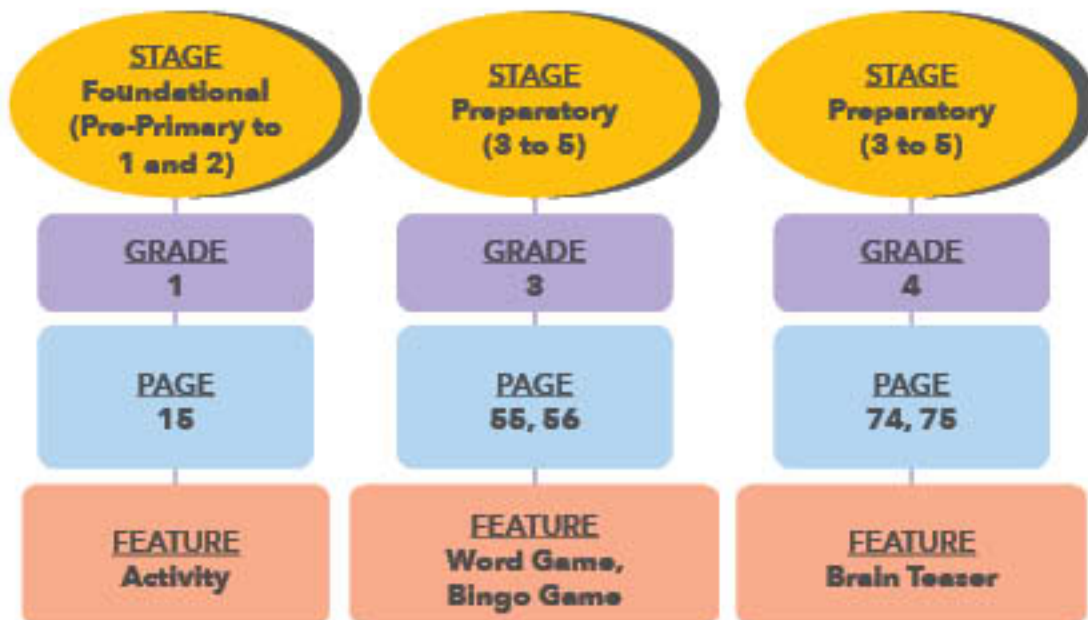 STAGE
Foundational
(Pre-Primary to
1 and 2)
GRADE
1
PAGE
15
FEATURE
Activity
STAGE
Preparatory
(3 to 5)
GRADE
3
PAGE
55, 56
FEATURE
Word Game,
Bingo Game
STAGE
Preparatory
(3 to 5)
GRADE
4
PAGE
74, 75
FEATURE
Brain Teaser